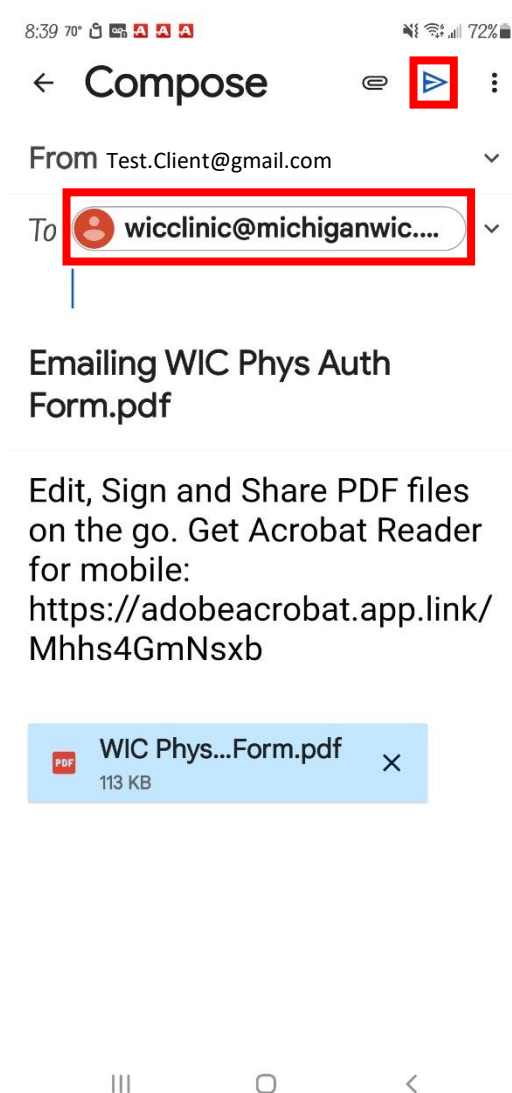 8:39 70°
72%
Compose
From Test.Client@gmail.com
To wicclinic@michiganwic....
Emailing WIC Phys Auth
Form.pdf
Edit, Sign and Share PDF files
on the go. Get Acrobat Reader
for mobile:
https://adobeacrobat.app.link/
Mhhs4GmNsxb
PDF
WIC Phys...Form.pdf
113 KB